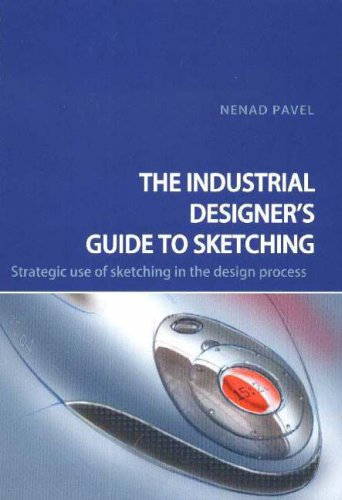 NENAD PAVEL
THE INDUSTRIAL
DESIGNER'S
GUIDE TO SKETCHING
Strategic use of sketching in the design process